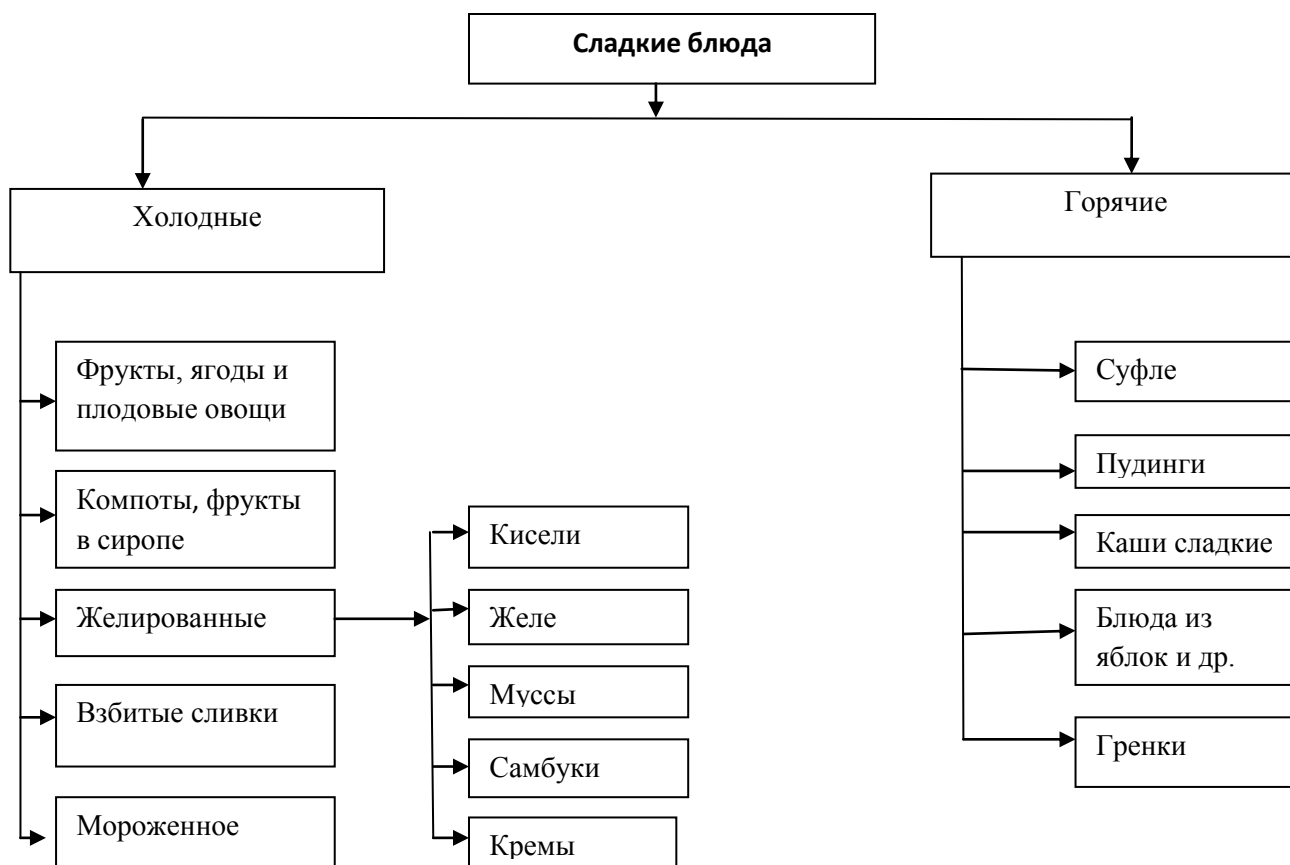 Сладкие блюда
Холодные
Горячие
Фрукты, ягоды и
плодовые овощи
Компоты, фрукты
в сиропе
Желированные
Взбитые сливки
Мороженное
Кисели
Желе
Муссы
Самбуки
Кремы
Суфле
Пудинги
Каши сладкие
Блюда из
яблок и др.
Гренки